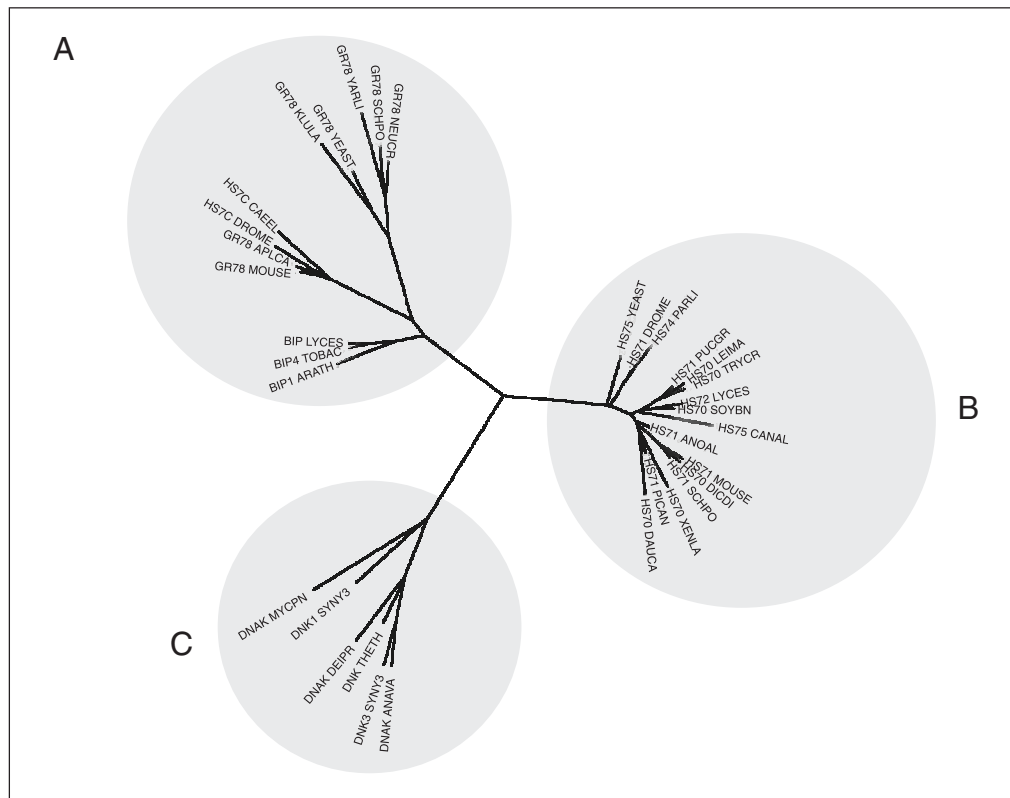 A
GR78 YARLI
GR78 SCHPO
GR78 NEUCR
GR78 KLULA
GR78 YEAST
HS7C CAEEL
HS7C DROME
GR78 APLCA
GR78 MOUSE
BIP LYCES
BIP4 TOBAC
BIP1 ARATH
HS75 YEAST
HS71 DROME
HS74 PARLI
HS71 PUCGR
HS70 LEIMA
HS70 TRYCR
HS72 LYCES
HS70 SOYBN
HS75 CANAL
HS71 ANOAL
HS71 MOUSE
HS70 DICDI
HS71 SCHPO
HS70 XENLA
HS71 PICAN
HS70 DAUCA
B
DNAK MYCPN
DNK1 SYNY3
DNAK DEIPR
DNK THETH
DNK3 SYNY3
DNAK ANAVA
C